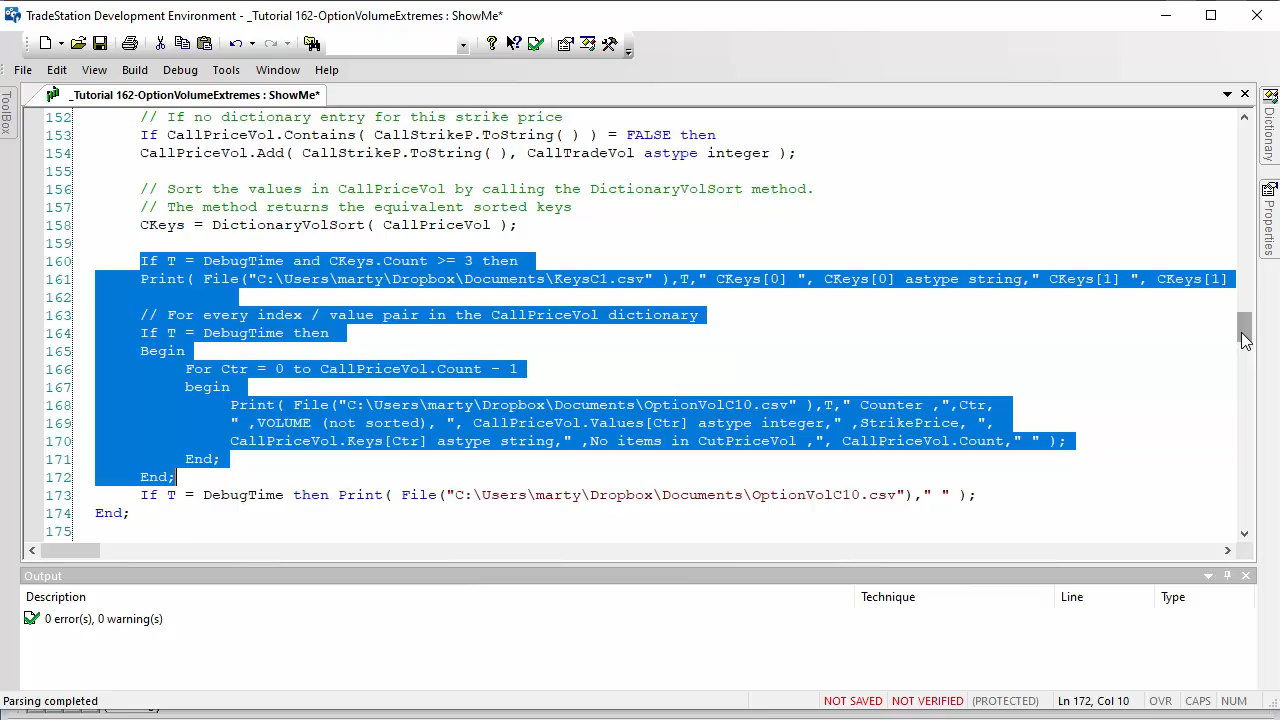 TradeStation Development Environment - _Tutorial 162-OptionVolumeExtremes : ShowMe*
File Edit View Build Debug Tools Window Help
ToolBox
_Tutorial 162-OptionVolumeExtremes : ShowMe*
Dictionary
Properties
152 // If no dictionary entry for this strike price
153 If CallPriceVol.Contains( CallStrikeP.ToString( ) ) = FALSE then
154 CallPriceVol.Add( CallStrikeP.ToString( ), CallTradeVol astype integer );
155
156 // Sort the values in CallPriceVol by calling the DictionaryVolSort method.
157 // The method returns the equivalent sorted keys
158 CKeys = DictionaryVolSort( CallPriceVol );
159
160 If T = DebugTime and CKeys.Count >= 3 then
161 Print( File("C:\Users\marty\Dropbox\Documents\KeysC1.csv" ),T," CKeys[0] ", CKeys[0] astype string," CKeys[1] ", CKeys[1]
162
163 // For every index / value pair in the CallPriceVol dictionary
164 If T = DebugTime then
165 Begin
166 For Ctr = 0 to CallPriceVol.Count - 1
167 begin
168 Print( File("C:\Users\marty\Dropbox\Documents\OptionVolC10.csv" ),T," Counter ,",Ctr,
169 " ,VOLUME (not sorted), ", CallPriceVol.Values[Ctr] astype integer," ,StrikePrice, ",
170 CallPriceVol.Keys[Ctr] astype string," ,No items in CutPriceVol ,", CallPriceVol.Count," " );
171 End;
172 End;
173 If T = DebugTime then Print( File("C:\Users\marty\Dropbox\Documents\OptionVolC10.csv")," " );
174 End;
175
Output
Description Technique Line Type
0 error(s), 0 warning(s)
Parsing completed NOT SAVED NOT VERIFIED (PROTECTED) Ln 172, Col 10 OVR CAPS NUM